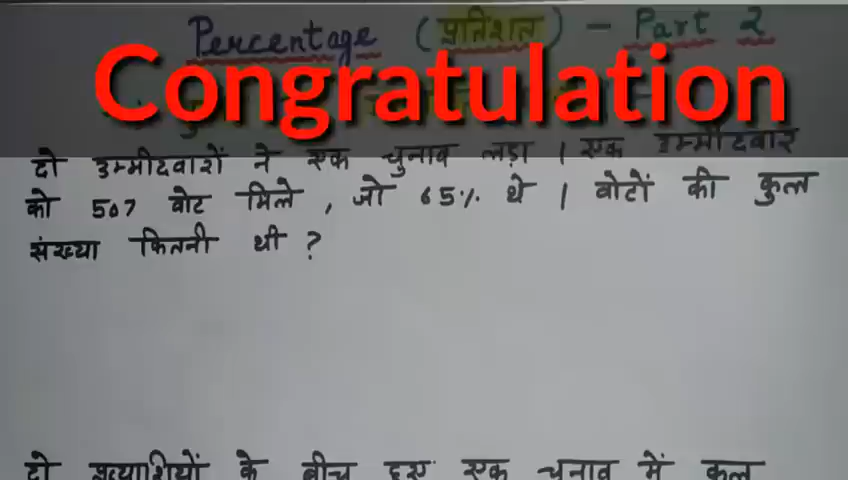 Percentage (प्रतिशत) - Part 2
Congratulation
दो उम्मीदवारों ने एक चुनाव लड़ा । एक उम्मीदवार
को 507 वोट मिले , जो 65% थे । वोटों की कुल
संख्या कितनी थी ?
दो प्रत्याशियों के बीच हुए एक चुनाव में कुल